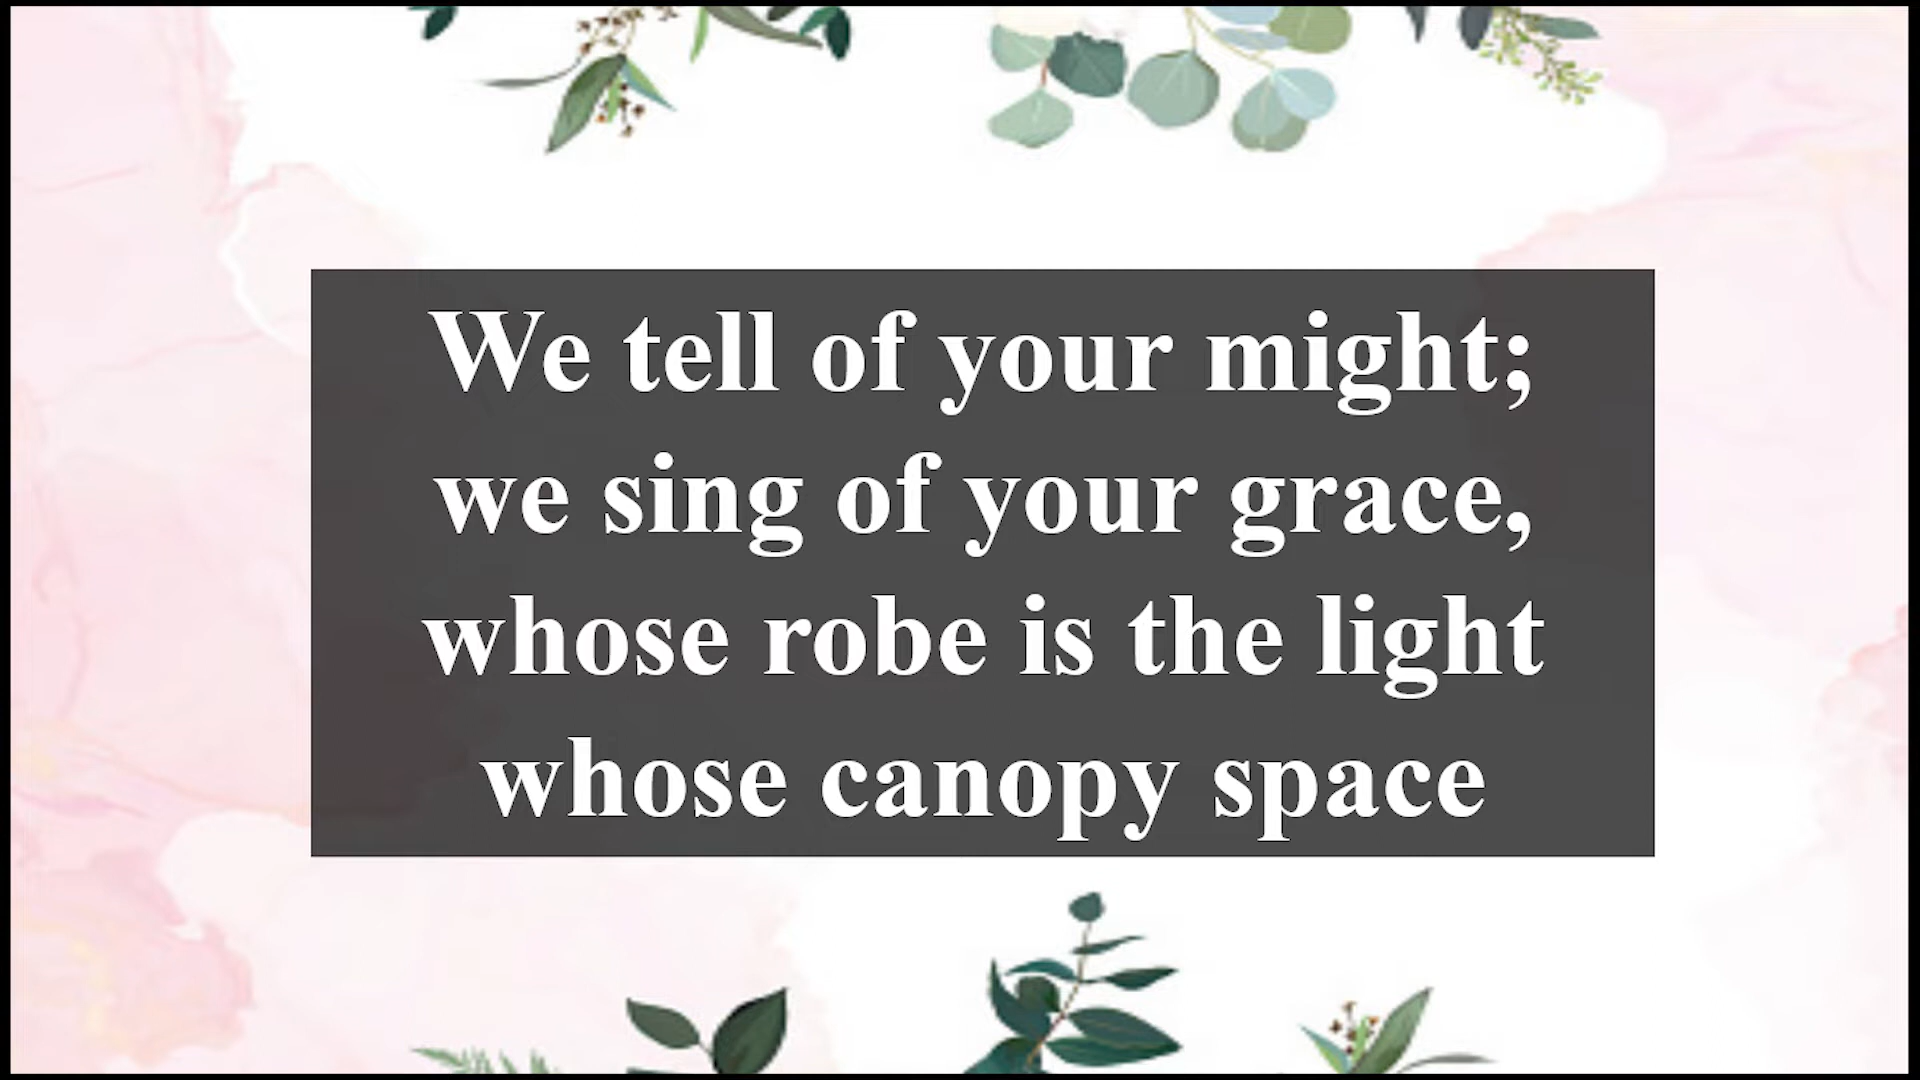 We tell of your might;
we sing of your grace,
whose robe is the light
whose canopy space